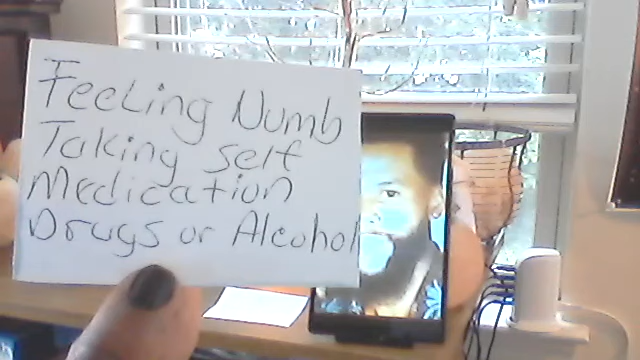 Feeling Numb
Taking self
Medication
Drugs or Alcohol